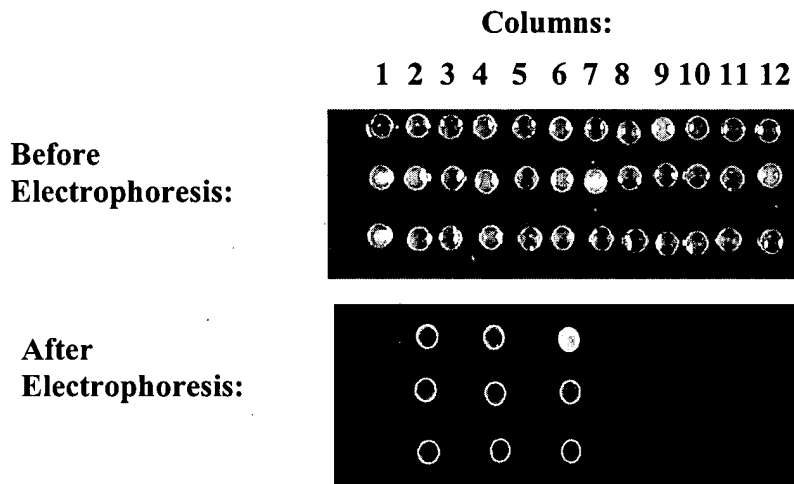 Columns:
1 2 3 4 5 6 7 8 9 10 11 12
Before
Electrophoresis:
After
Electrophoresis: